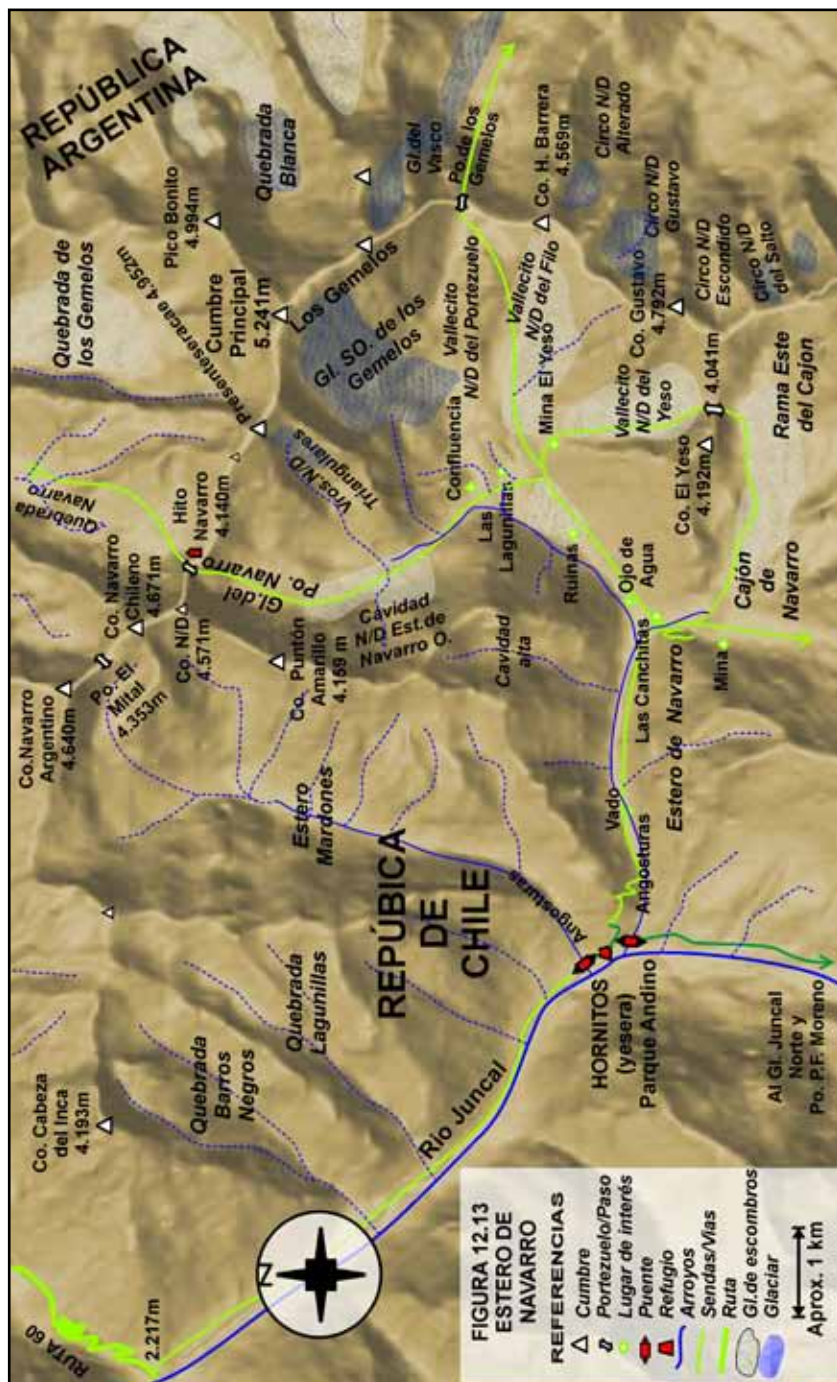 REPÚBLICA
ARGENTINA
Co.Navarro
Argentino
4.640m
Po. El-
Mital
4.353m
Co. Navarro
Chileno
4.671m
Co. N/D
4.571m
Hito
Navarro
4.140m
Quebrada
Navarro
Quebrada de
los Gemelos
Presenteseracae 4.952m
Pico Bonito
4.994m
Cumbre
Principal
5.241m
Quebrada
Blanca
Los Gemelos
Gl. SO. de los
Gemelos
Gl.del
Vasco
Po.de los
Gemelos
Co. Cabeza
del Inca
4.193m
Quebrada
Barros
Negros
Quebrada
Lagunillas
Estero
Mardones
Co. Puntón
Amarillo
4.159 m
Gl.del
Po. Navarro
Cavidad
N/D Est.de
Navarro O.
Vros.N/D
Triangulares
Confluencia
Las
Lagunillas
Vallecito
N/D del Portezuelo
Vallecito
N/D del Filo
Co. H. Barrera
4.569m
Circo N/D
Alterado
REPÚBICA
DE
CHILE
Cavidad
alta
Ruinas
Mina El Yeso
Vallecito
N/D del
Yeso
Co. Gustavo
4.792m
Circo N/D
Gustavo
Circo N/D
Escondido
Circo N/D
del Salto
4.041m
Co. El Yeso
4.192m
Rama Este
del Cajon
Cajón
de
Navarro
Ojo de
Agua
Las Canchitas
Estero de Navarro
Mina
Vado
Angosturas
Angosturas
HORNITOS
(yesera)
Parque Andino
Rio Juncal
Al Gl. Juncal
Norte y
Po. P.F. Moreno
RUTA 60
2.217m
N
FIGURA 12.13
ESTERO DE
NAVARRO
REFERENCIAS
Cumbre
Portezuelo/Paso
Lugar de interés
Puente
Refugio
Arroyos
Sendas/Vias
Ruta
Gl.de escombros
Glaciar
Aprox. 1 km